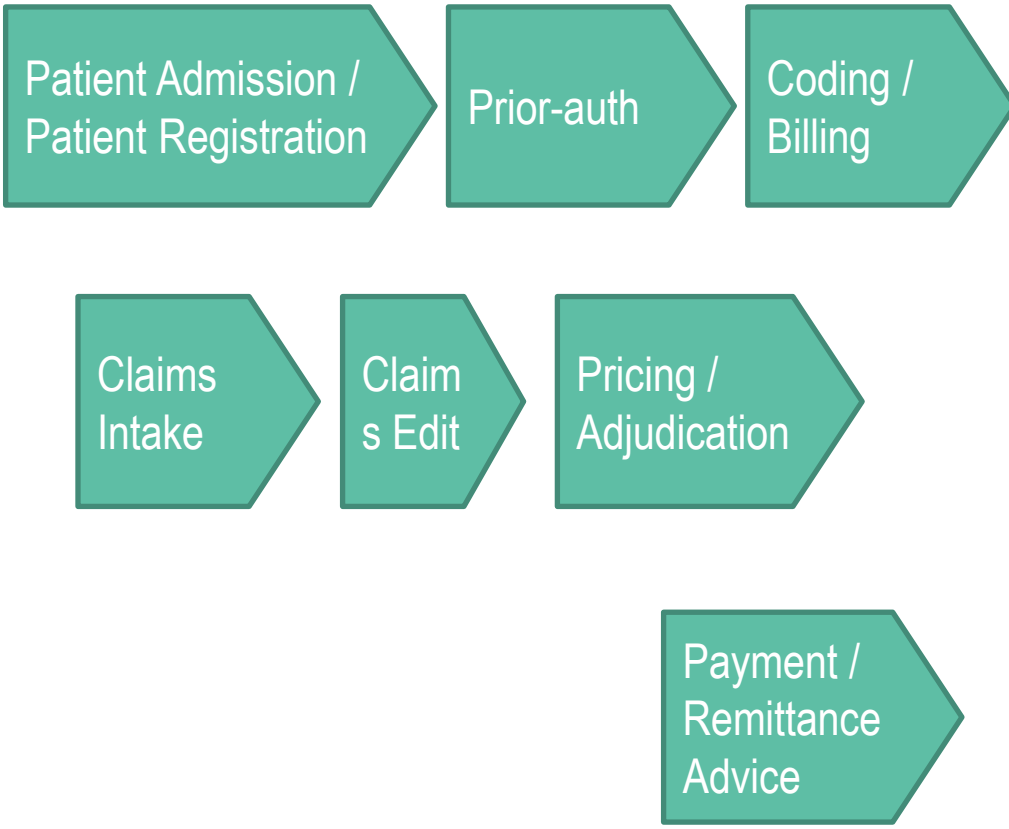 Patient Admission /
Patient Registration
Prior-auth
Coding /
Billing
Claims
Intake
Claim
s Edit
Pricing /
Adjudication
Payment /
Remittance
Advice